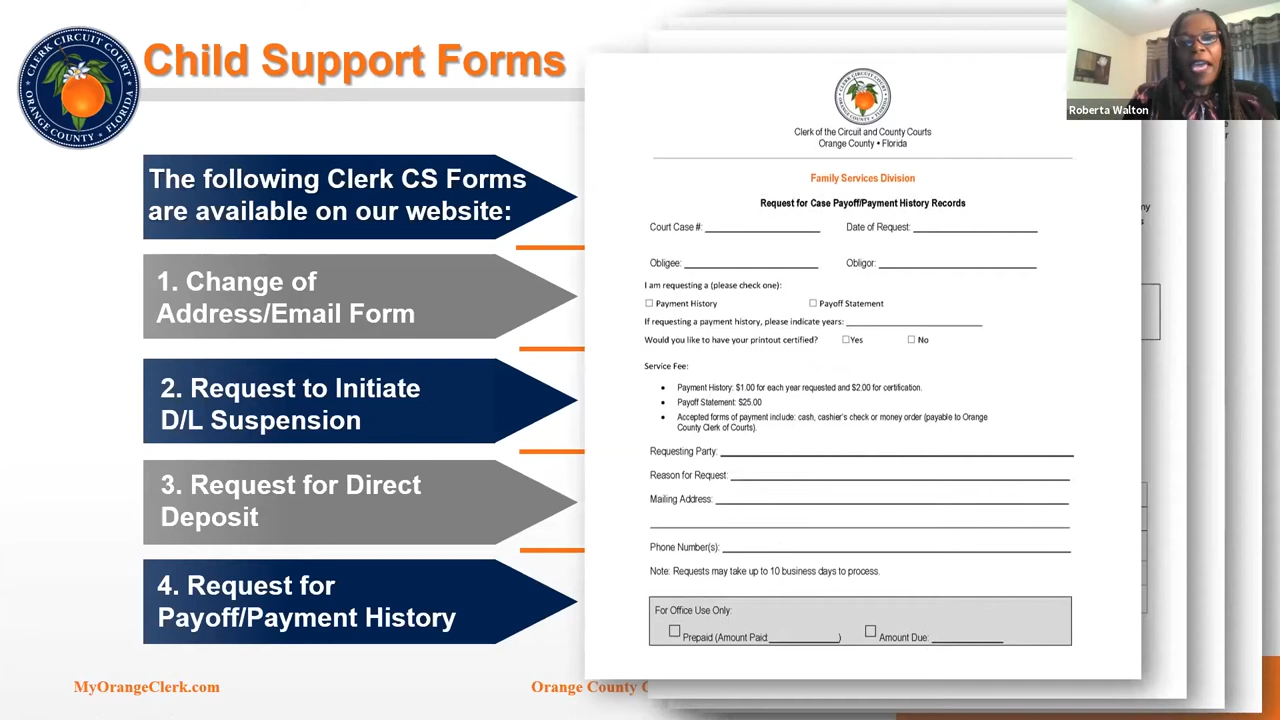 CLERK CIRCUIT COURT
ORANGE COUNTY, FLORIDA
Child Support Forms
The following Clerk CS Forms
are available on our website:
1. Change of
Address/Email Form
2. Request to Initiate
D/L Suspension
3. Request for Direct
Deposit
4. Request for
Payoff/Payment History
MyOrangeClerk.com
Orange County
CLERK CIRCUIT COURT
ORANGE COUNTY FLORIDA
Clerk of the Circuit and County Courts
Orange County • Florida
Family Services Division
Request for Case Payoff/Payment History Records
Court Case #: Date of Request:
Obligee: Obligor:
I am requesting a (please check one):
Payment History Payoff Statement
If requesting a payment history, please indicate years:
Would you like to have your printout certified? Yes No
Service Fee:
• Payment History: $1.00 for each year requested and $2.00 for certification.
• Payoff Statement: $25.00
• Accepted forms of payment include: cash, cashier's check or money order (payable to Orange
County Clerk of Courts).
Requesting Party:
Reason for Request:
Mailing Address:
Phone Number(s):
Note: Requests may take up to 10 business days to process.
For Office Use Only:
Prepaid (Amount Paid: ) Amount Due:
Roberta Walton